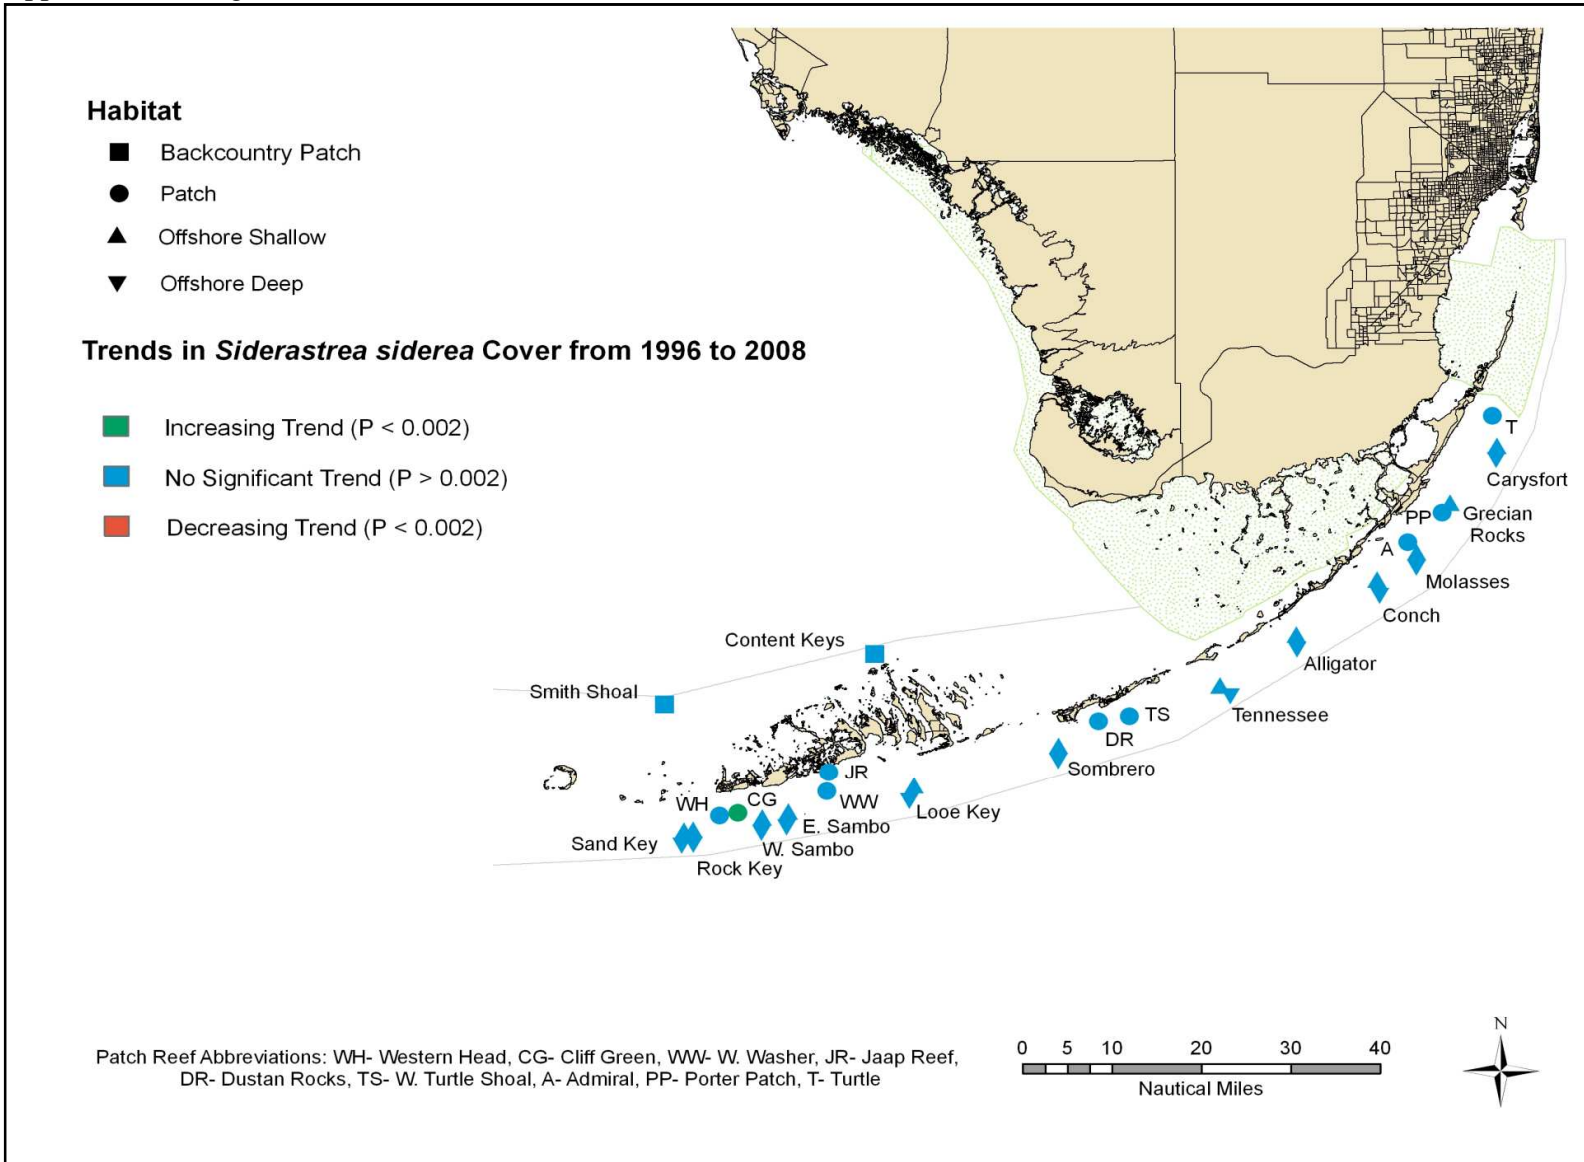 Habitat
Backcountry Patch
Patch
Offshore Shallow
Offshore Deep
Trends in Siderastrea siderea Cover from 1996 to 2008
Increasing Trend (P < 0.002)
No Significant Trend (P > 0.002)
Decreasing Trend (P < 0.002)
T
Carysfort
PP
Grecian
Rocks
A
Molasses
Conch
Alligator
Content Keys
Smith Shoal
Tennessee
TS
DR
Sombrero
JR
WW
Looe Key
WH
CG
E. Sambo
W. Sambo
Sand Key
Rock Key
Patch Reef Abbreviations: WH- Western Head, CG- Cliff Green, WW- W. Washer, JR- Jaap Reef,
DR- Dustan Rocks, TS- W. Turtle Shoal, A- Admiral, PP- Porter Patch, T- Turtle
0 5 10 20 30 40
Nautical Miles
N